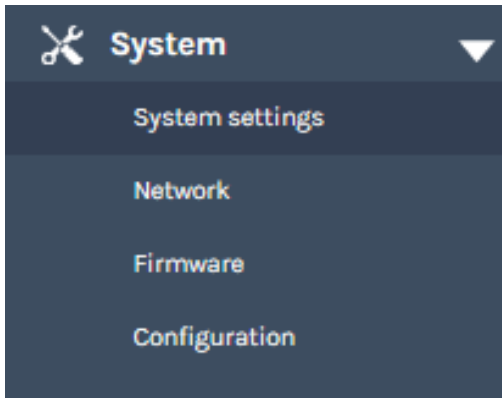 System
System settings
Network
Firmware
Configuration